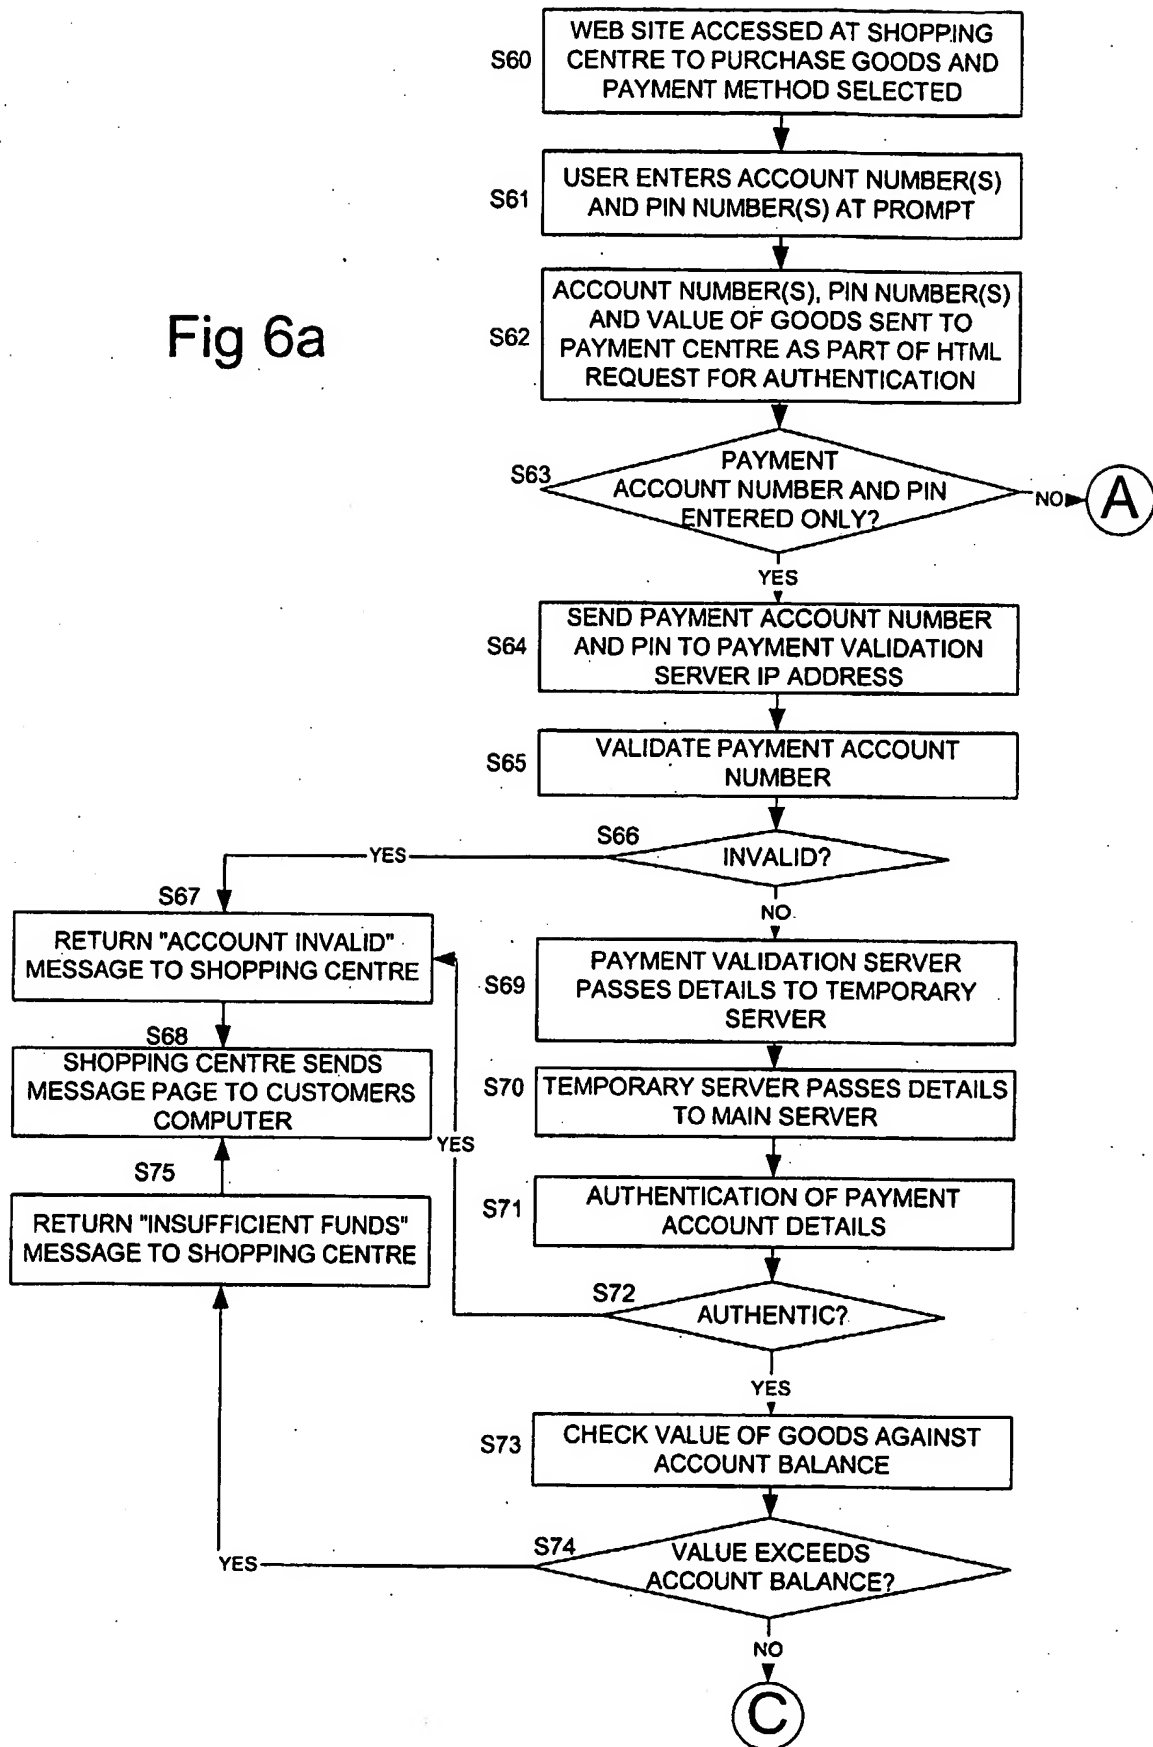 S60
WEB SITE ACCESSED AT SHOPPING
CENTRE TO PURCHASE GOODS AND
PAYMENT METHOD SELECTED
S61
USER ENTERS ACCOUNT NUMBER(S)
AND PIN NUMBER(S) AT PROMPT
Fig 6a
S62
ACCOUNT NUMBER(S), PIN NUMBER(S)
AND VALUE OF GOODS SENT TO
PAYMENT CENTRE AS PART OF HTML
REQUEST FOR AUTHENTICATION
S63
PAYMENT
ACCOUNT NUMBER AND PIN
ENTERED ONLY?
NO
A
YES
S64
SEND PAYMENT ACCOUNT NUMBER
AND PIN TO PAYMENT VALIDATION
SERVER IP ADDRESS
S65
VALIDATE PAYMENT ACCOUNT
NUMBER
S66
INVALID?
YES
NO
S67
RETURN "ACCOUNT INVALID"
MESSAGE TO SHOPPING CENTRE
S68
SHOPPING CENTRE SENDS
MESSAGE PAGE TO CUSTOMERS
COMPUTER
S69
PAYMENT VALIDATION SERVER
PASSES DETAILS TO TEMPORARY
SERVER
S70
TEMPORARY SERVER PASSES DETAILS
TO MAIN SERVER
YES
S75
RETURN "INSUFFICIENT FUNDS"
MESSAGE TO SHOPPING CENTRE
S71
AUTHENTICATION OF PAYMENT
ACCOUNT DETAILS
S72
AUTHENTIC?
YES
S73
CHECK VALUE OF GOODS AGAINST
ACCOUNT BALANCE
S74
VALUE EXCEEDS
ACCOUNT BALANCE?
YES
NO
C